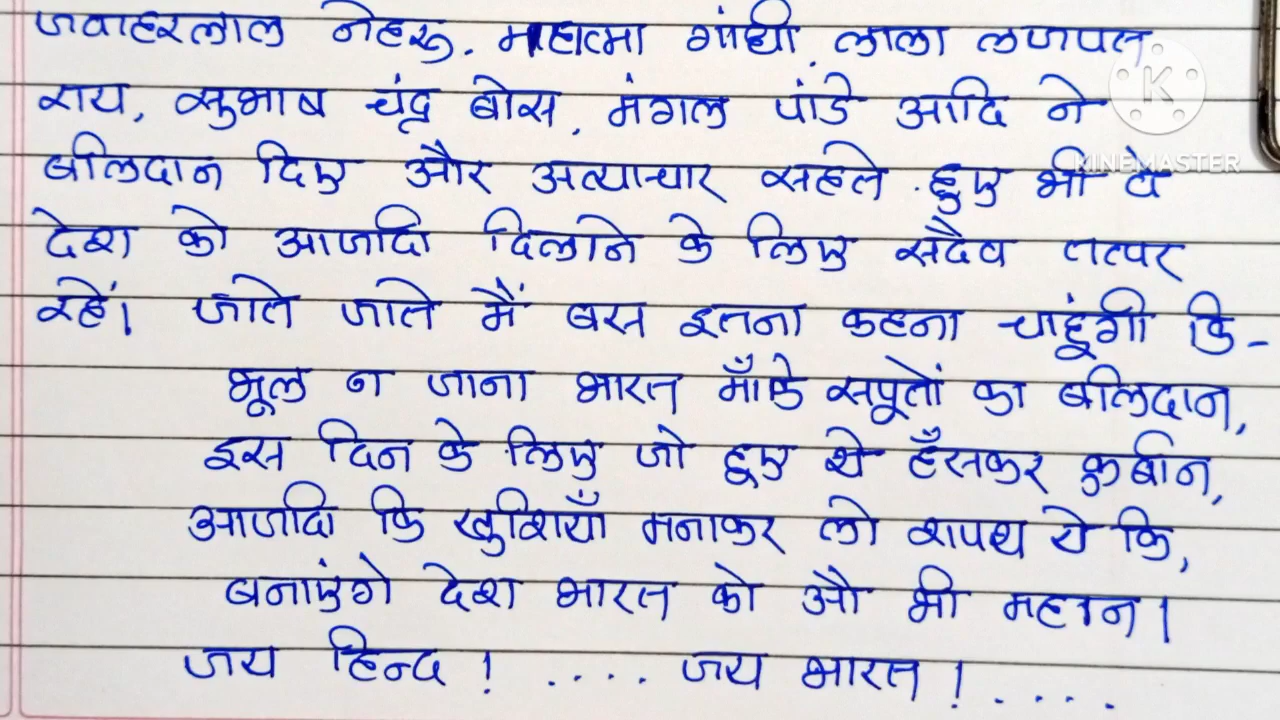 जवाहरलाल नेहरू. महात्मा गांधी, लाला लजपत
राय, सुभाष चंद्र बोस, मंगल पांडे आदि ने
बलिदान दिए और अत्याचार सहते हुए भी वे
देश को आजादी दिलाने के लिए सदैव तत्पर
रहें। जाते जाते मैं बस इतना कहना चाहूंगी कि-
भूल न जाना भारत माँके सपूतों का बलिदान,
इस दिन के लिए जो हुए थे हँसकर कुर्बान,
आजादी कि खुशियाँ मनाकर लो शपथ ये कि,
बनाएंगे देश भारत को औ भी महान।
जय हिन्द! .... जय भारत! ....
K
KINEMASTER